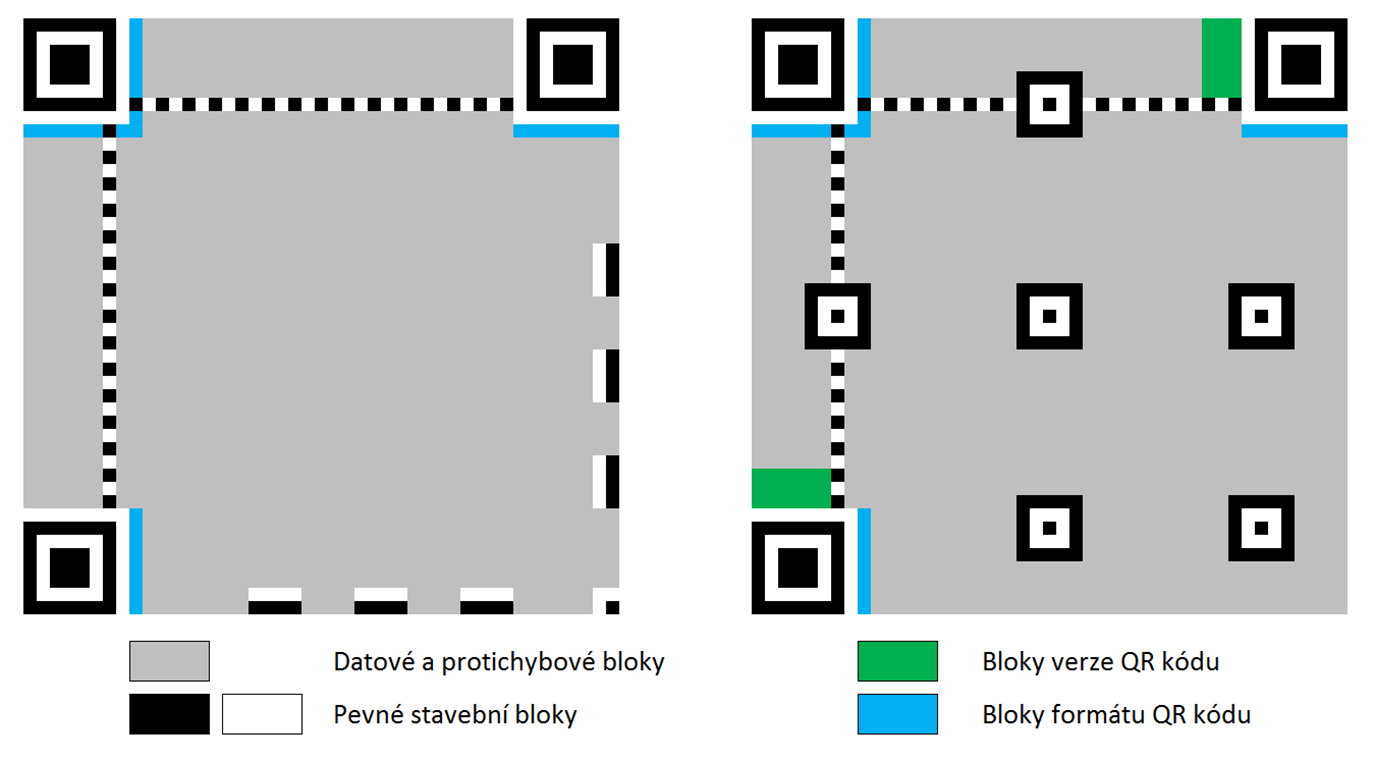 Datové a protichybové bloky
Pevné stavební bloky
Bloky verze QR kódu
Bloky formátu QR kódu